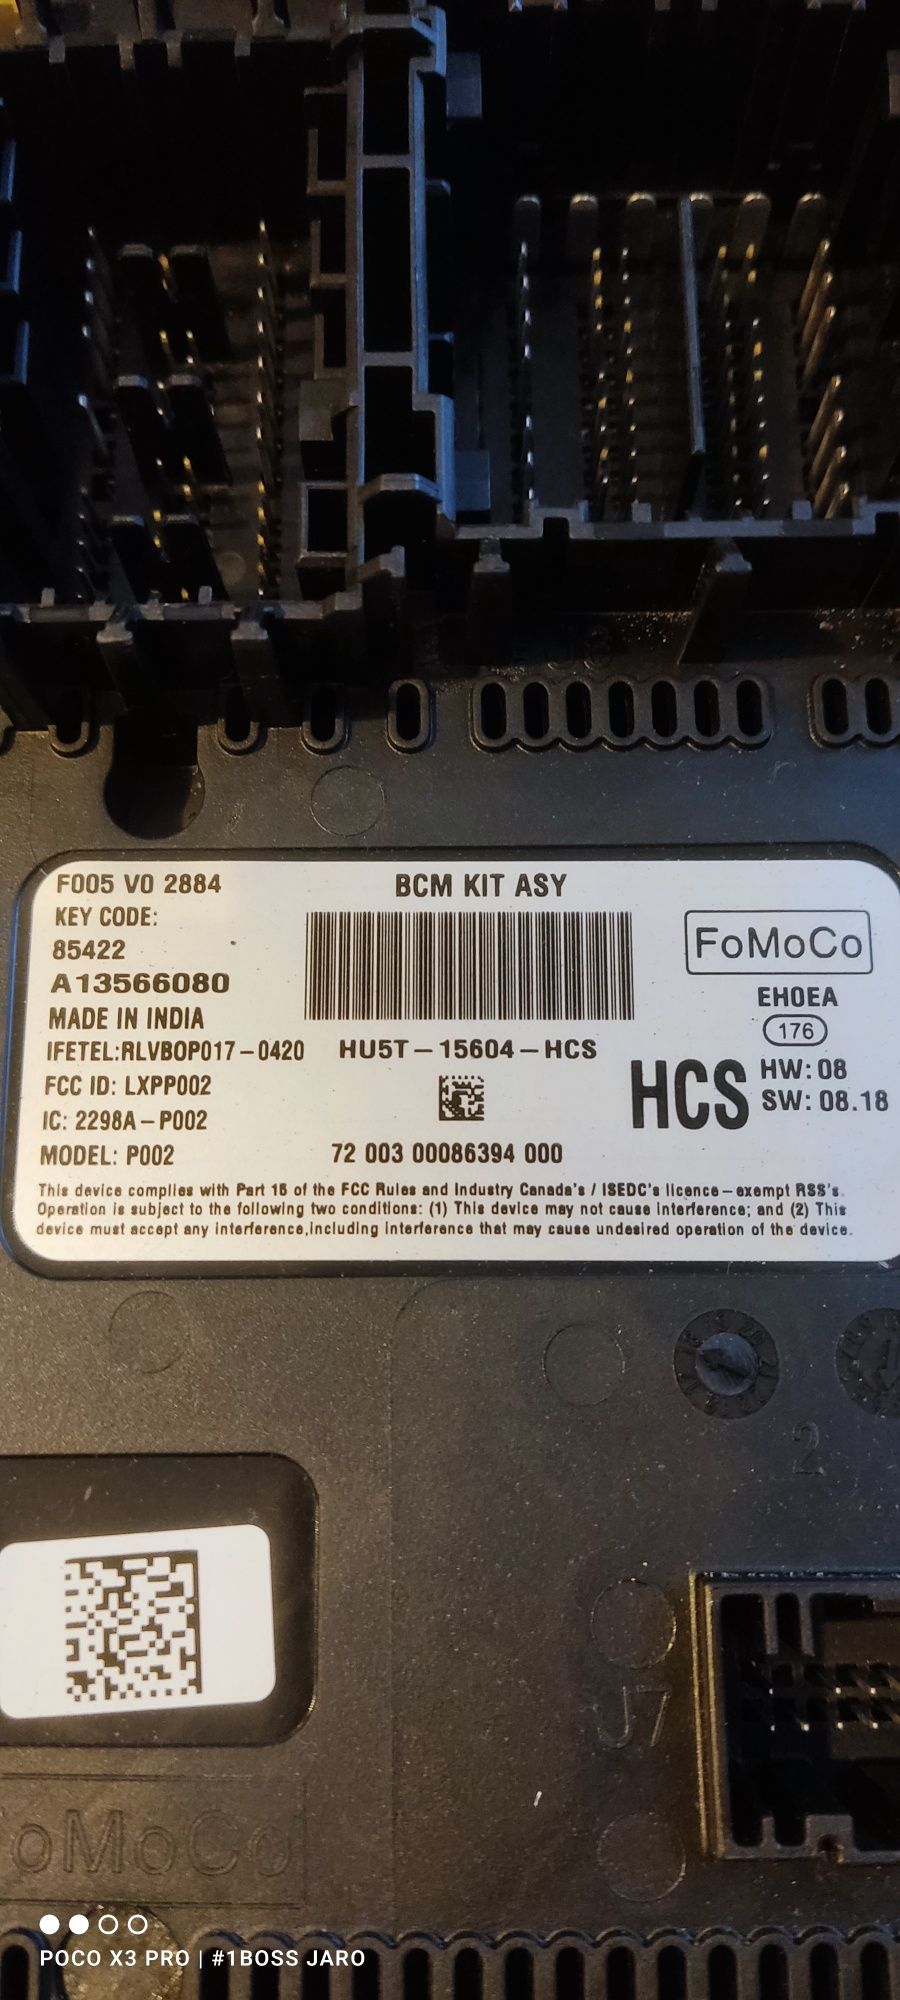 J6
F005 V0 2884
BCM KIT ASY
KEY CODE:
85422
A13566080
FoMoCo
MADE IN INDIA
EH0EA
176
IFETEL:RLVBOP017-0420
HU5T-15604-HCS
FCC ID: LXPP002
HCS
HW: 08
SW: 08.18
IC: 2298A-P002
MODEL: P002
72 003 00086394 000
This device complies with Part 15 of the FCC Rules and Industry Canada's / ISEDC's licence-exempt RSS's.
Operation is subject to the following two conditions: (1) This device may not cause interference; and (2) This
device must accept any interference,including interference that may cause undesired operation of the device.
2
J7
oMoCo
POCO X3 PRO | #1BOSS JARO